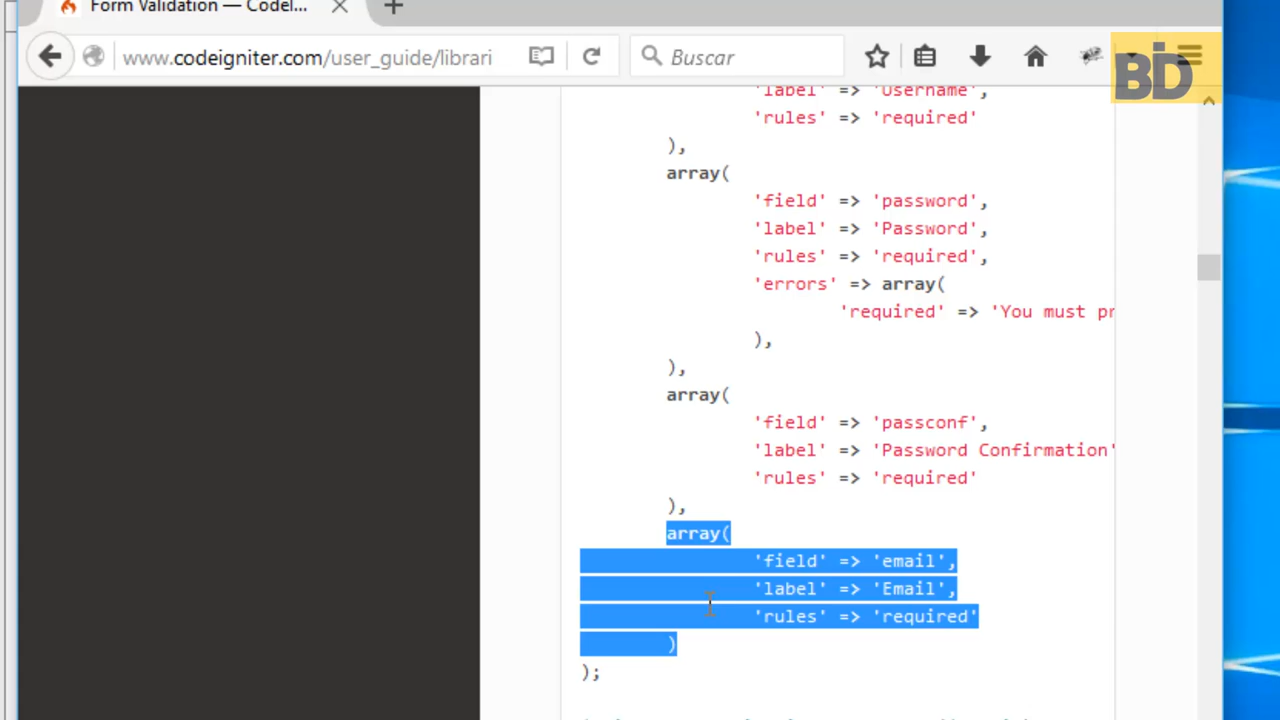 Form Validation — CodeI...
www.codeigniter.com/user_guide/librari
Buscar
BiD
'label' => 'Username',
'rules' => 'required'
),
array(
'field' => 'password',
'label' => 'Password',
'rules' => 'required',
'errors' => array(
'required' => 'You must pr
),
),
array(
'field' => 'passconf',
'label' => 'Password Confirmation'
'rules' => 'required'
),
array(
'field' => 'email',
'label' => 'Email',
'rules' => 'required'
)
);